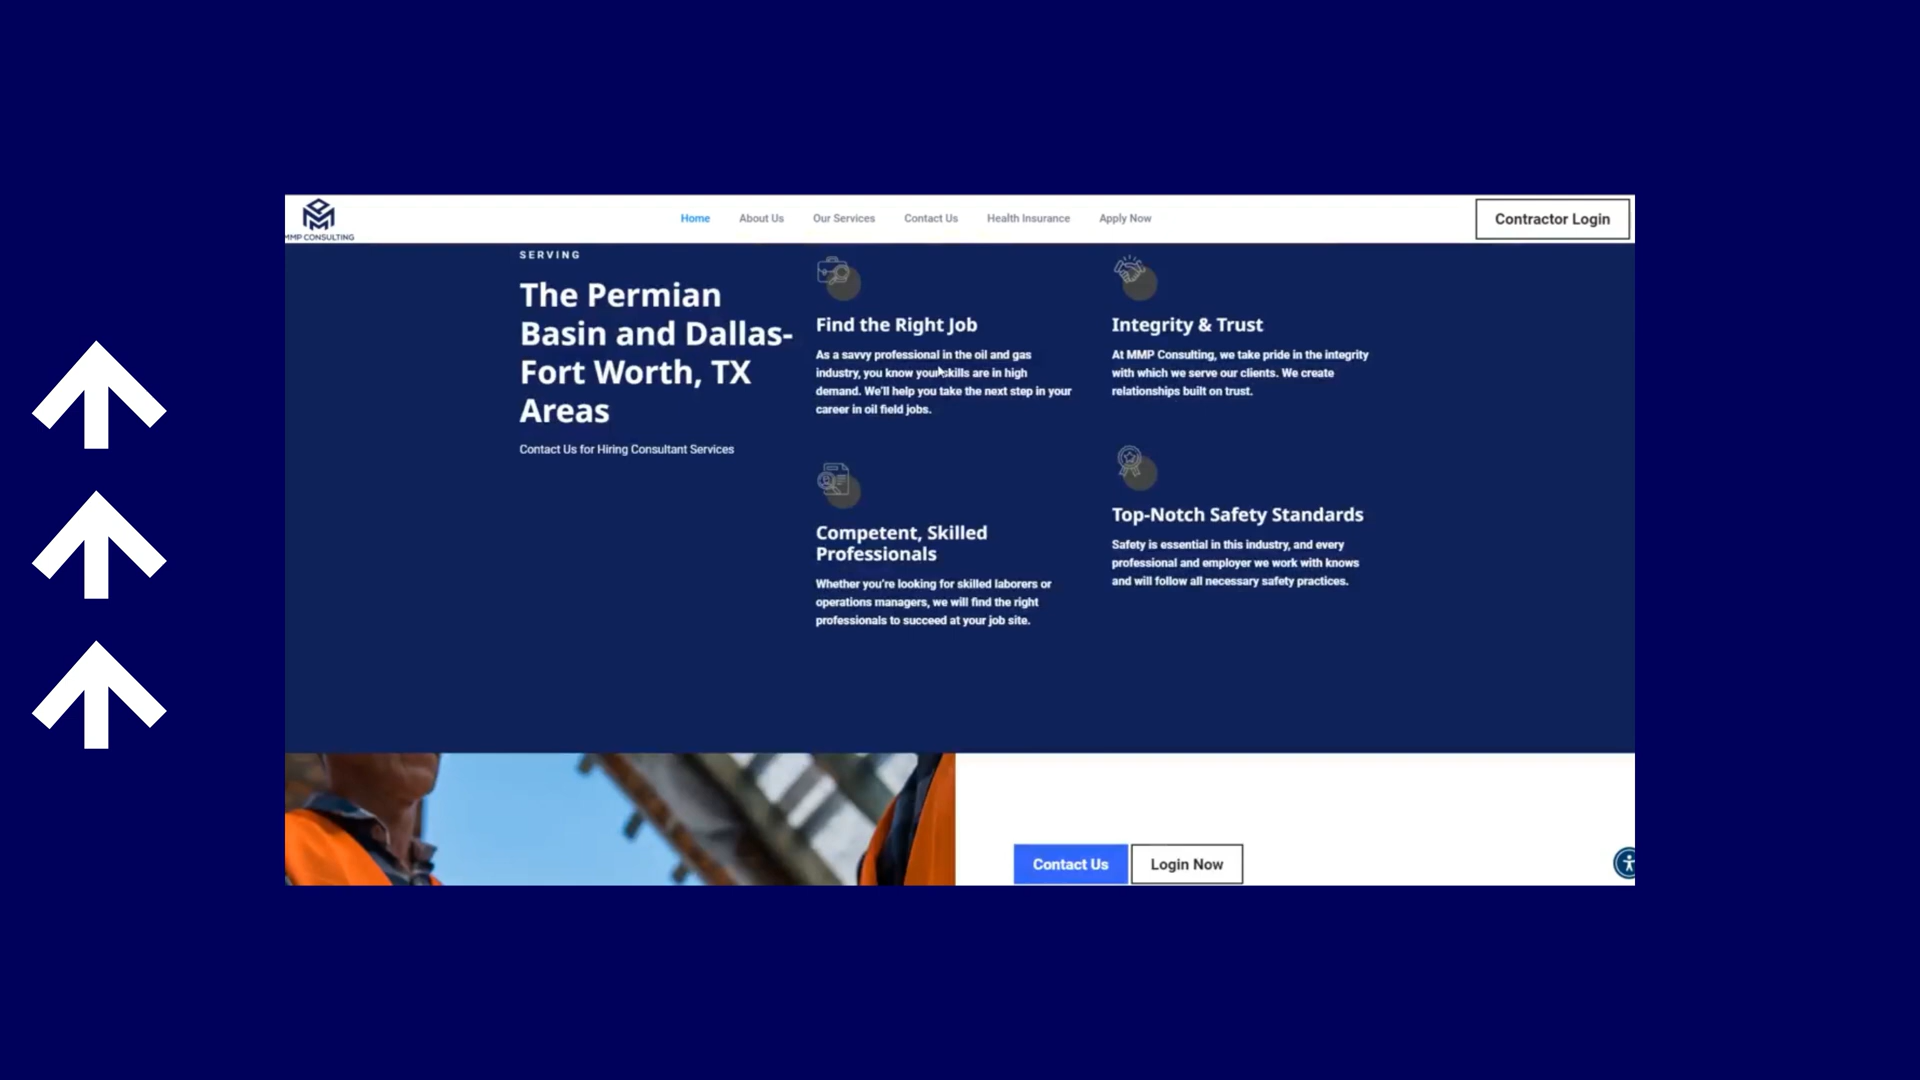 MMP CONSULTING
Home
About Us
Our Services
Contact Us
Health Insurance
Apply Now
Contractor Login
SERVING
The Permian
Basin and Dallas-
Fort Worth, TX
Areas
Contact Us for Hiring Consultant Services
Find the Right Job
As a savvy professional in the oil and gas
industry, you know your skills are in high
demand. We'll help you take the next step in your
career in oil field jobs.
Integrity & Trust
At MMP Consulting, we take pride in the integrity
with which we serve our clients. We create
relationships built on trust.
Competent, Skilled
Professionals
Whether you're looking for skilled laborers or
operations managers, we will find the right
professionals to succeed at your job site.
Top-Notch Safety Standards
Safety is essential in this industry, and every
professional and employer we work with knows
and will follow all necessary safety practices.
Contact Us
Login Now